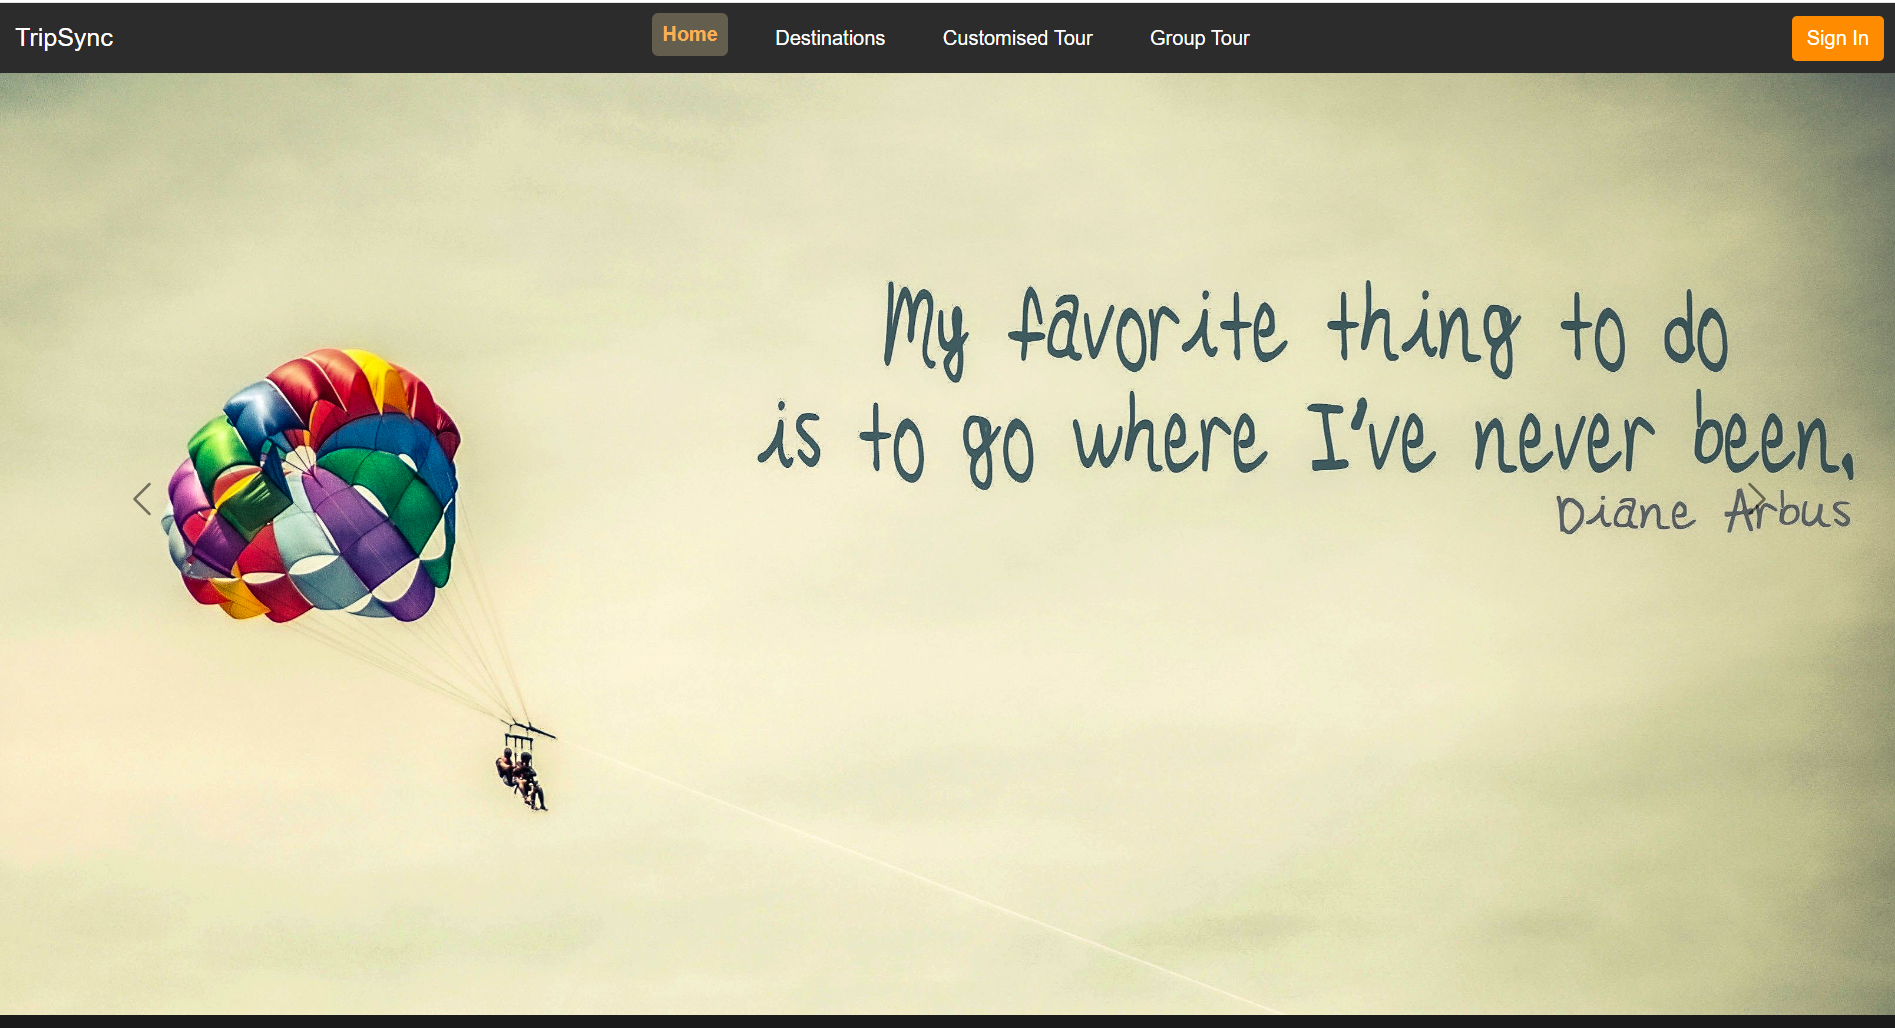 TripSync Home Destinations Customised Tour Group Tour Sign In
My favorite thing to do
is to go where I've never been.
Diane Arbus